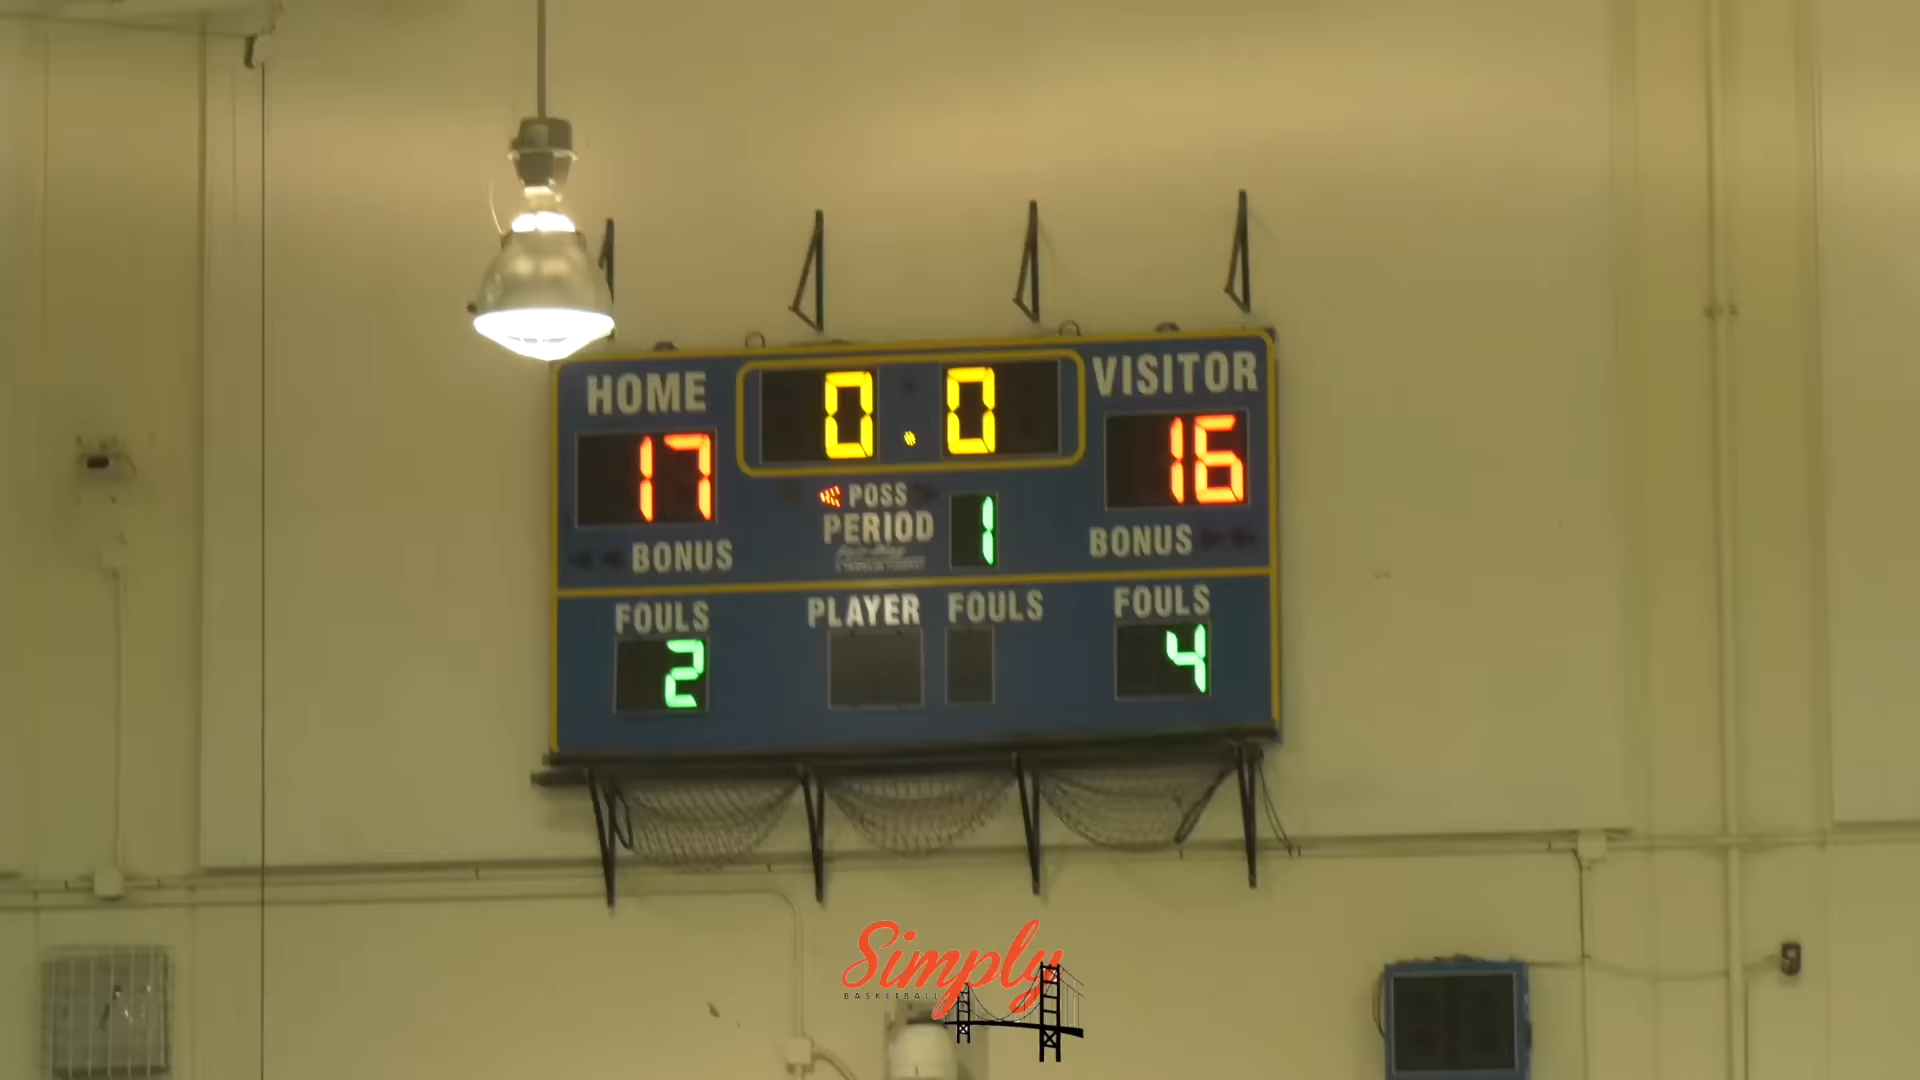 HOME
0.0
VISITOR
17
16
POSS
PERIOD
1
BONUS
BONUS
FOULS
PLAYER FOULS
FOULS
2
4
Simply
BASKETBALL